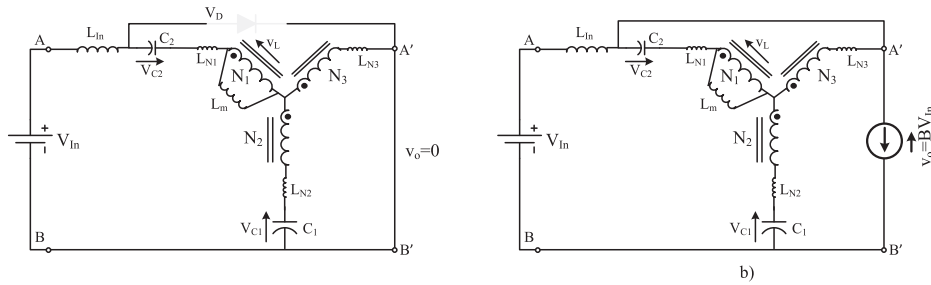 V_D
L_In
C_2
V_C2
L_N1
v_L
N_1
L_m
N_3
L_N3
A
A′
+
V_In
-
N_2
v_o=0
L_N2
V_C1
C_1
B
B′
L_In
C_2
V_C2
L_N1
v_L
N_1
L_m
N_3
L_N3
A
A′
+
V_In
-
N_2
v_o=BV_In
L_N2
V_C1
C_1
B
B′
b)